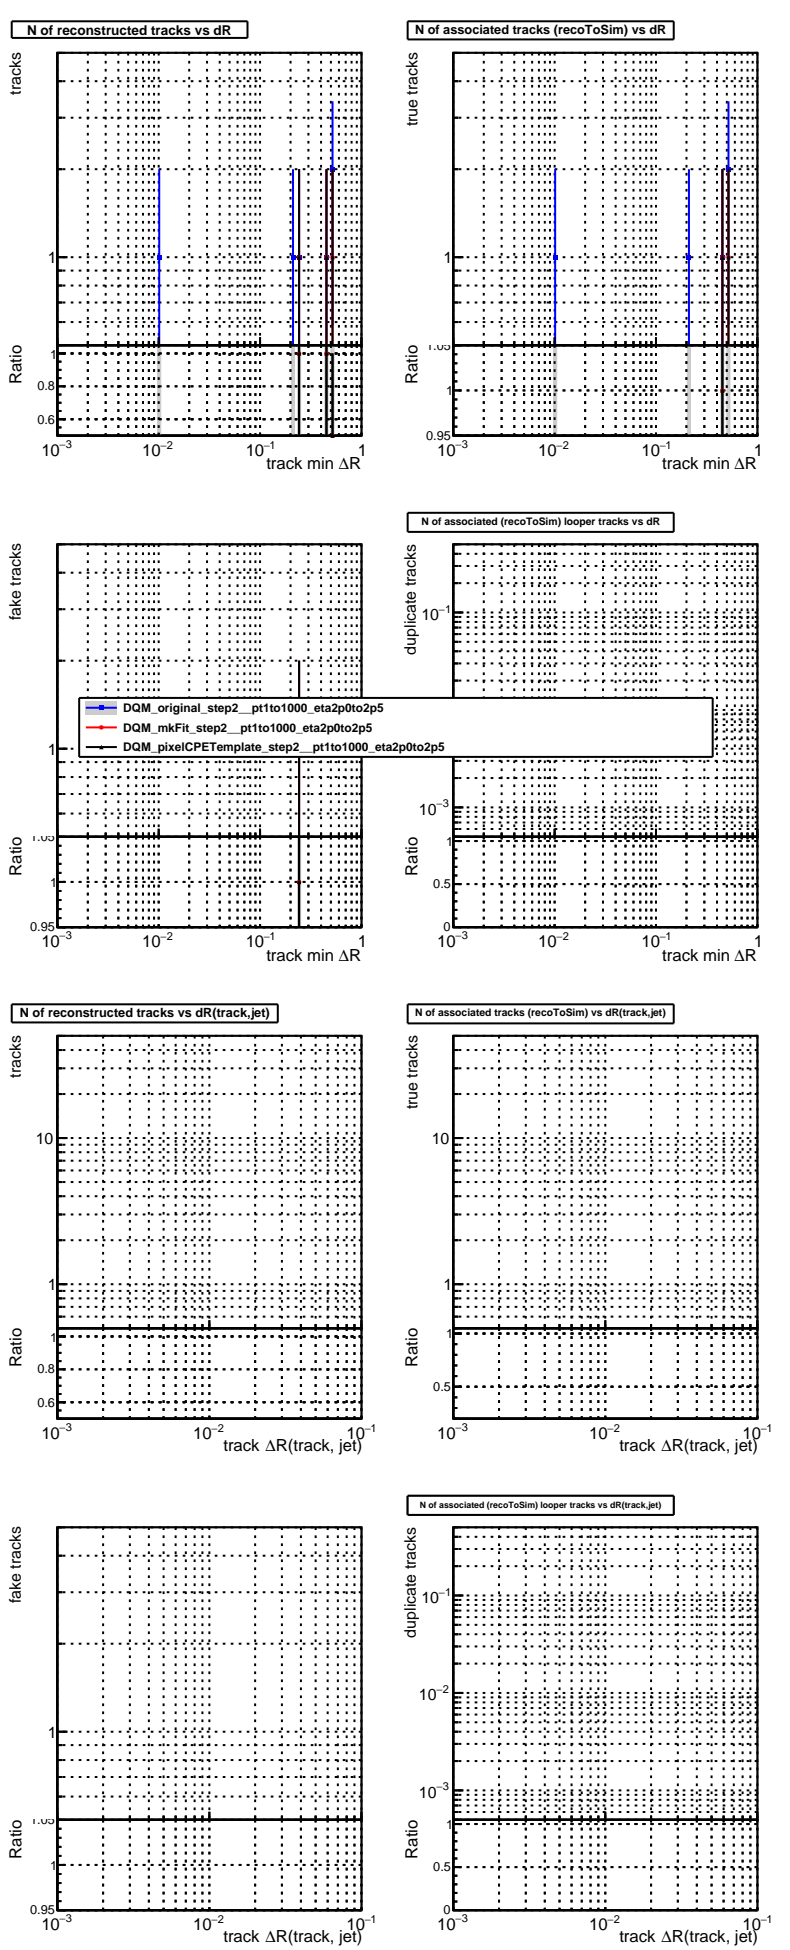 N of reconstructed tracks vs dR
N of associated tracks (recoToSim) vs dR
tracks
true tracks
1
1
Ratio
1
0.8
0.6
Ratio
1.05
1
0.95
10−3 10−2 10−1 1
10−3 10−2 10−1 1
track min ΔR
track min ΔR
N of associated (recoToSim) looper tracks vs dR
fake tracks
duplicate tracks
10−1
DQM_original_step2__pt1to1000_eta2p0to2p5
DQM_mkFit_step2__pt1to1000_eta2p0to2p5
DQM_pixelCPETemplate_step2__pt1to1000_eta2p0to2p5
1
10−3
Ratio
1.05
1
0.95
Ratio
1
0.5
0
10−3 10−2 10−1 1
10−3 10−2 10−1 1
track min ΔR
track min ΔR
N of reconstructed tracks vs dR(track,jet)
N of associated tracks (recoToSim) vs dR(track,jet)
tracks
true tracks
10
1
10
1
Ratio
1
0.8
0.6
Ratio
1
0.5
10−3 10−2 10−1
10−3 10−2 10−1
track ΔR(track, jet)
track ΔR(track, jet)
N of associated (recoToSim) looper tracks vs dR(track,jet)
fake tracks
duplicate tracks
1
10−1
10−2
10−3
Ratio
1.05
1
0.95
Ratio
1
0.5
0
10−3 10−2 10−1
10−3 10−2 10−1
track ΔR(track, jet)
track ΔR(track, jet)